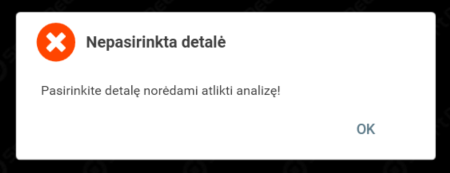 Nepasirinkta detalė
Pasirinkite detalę norėdami atlikti analizę!
OK